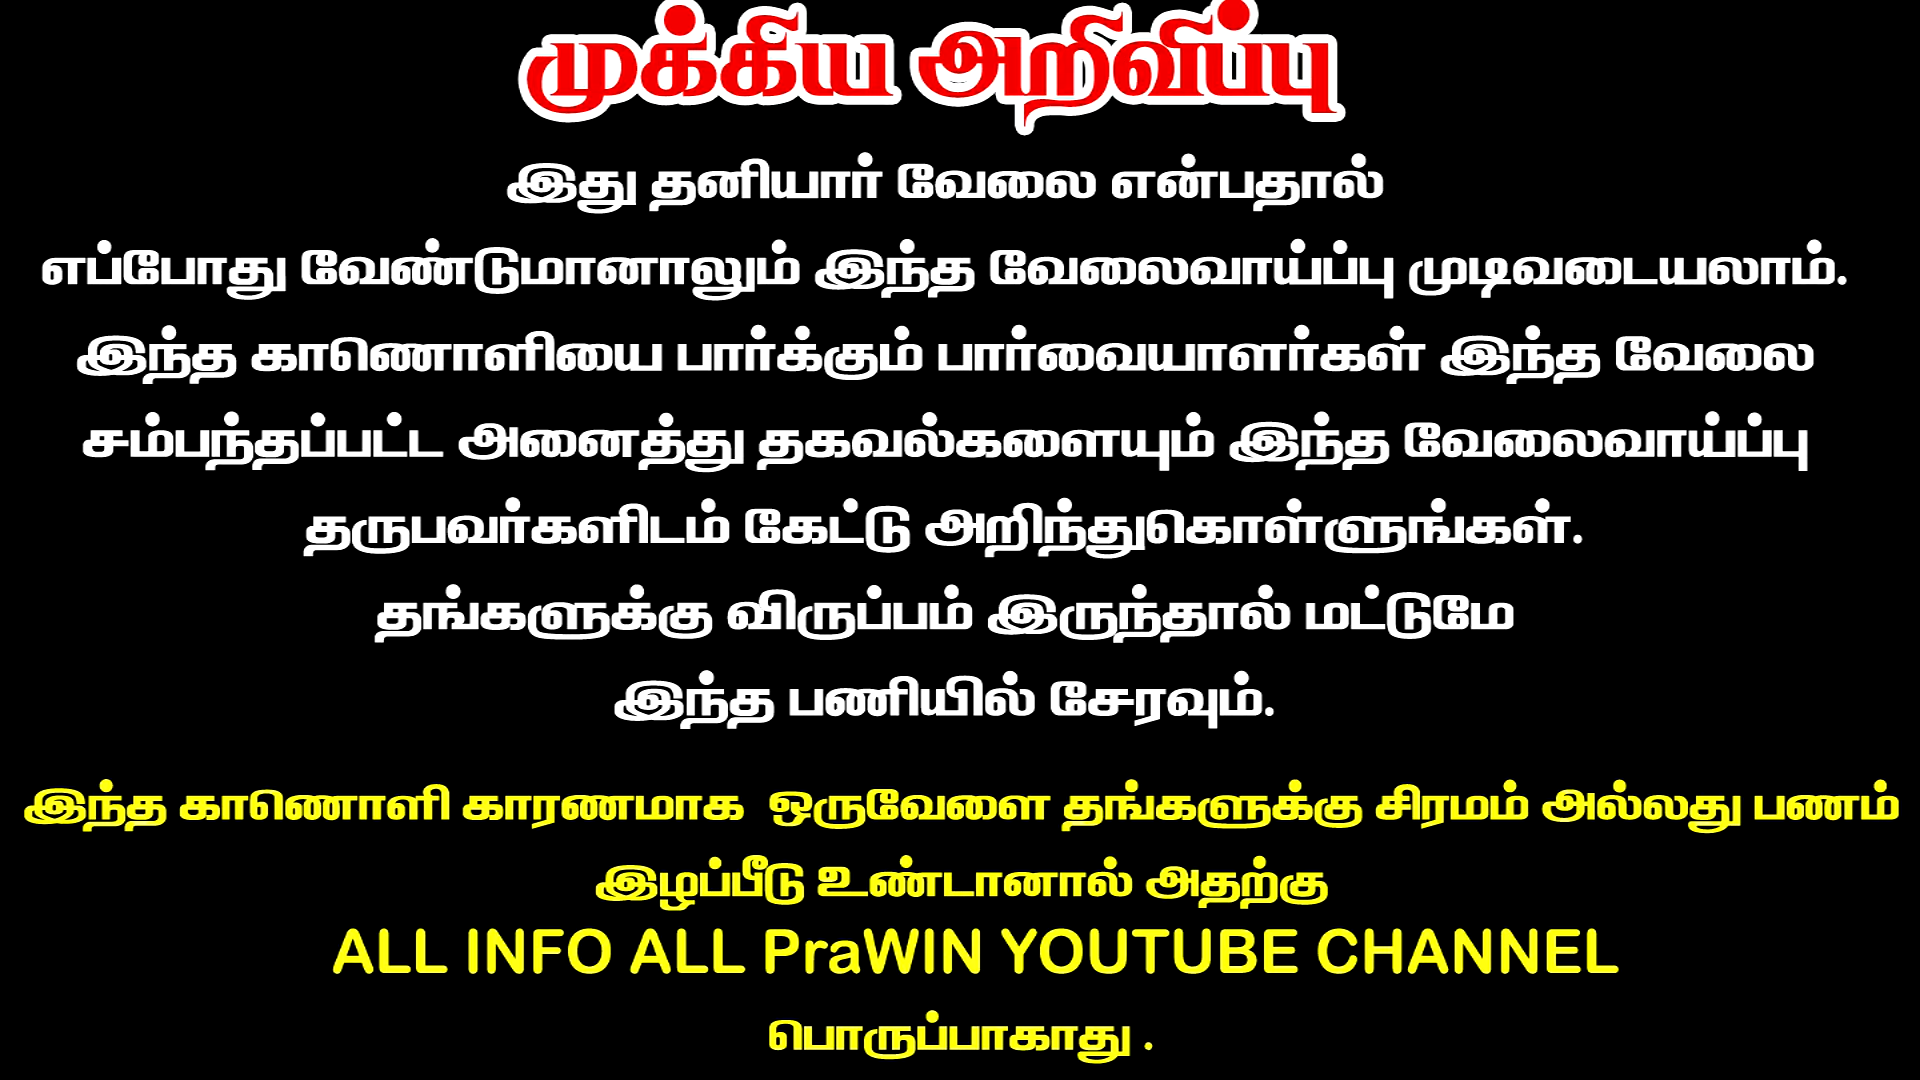 முக்கிய அறிவிப்பு
இது தனியார் வேலை என்பதால்
எப்போது வேண்டுமானாலும் இந்த வேலைவாய்ப்பு முடிவடையலாம்.
இந்த காணொளியை பார்க்கும் பார்வையாளர்கள் இந்த வேலை
சம்பந்தப்பட்ட அனைத்து தகவல்களையும் இந்த வேலைவாய்ப்பு
தருபவர்களிடம் கேட்டு அறிந்துகொள்ளுங்கள்.
தங்களுக்கு விருப்பம் இருந்தால் மட்டுமே
இந்த பணியில் சேரவும்.
இந்த காணொளி காரணமாக ஒருவேளை தங்களுக்கு சிரமம் அல்லது பணம்
இழப்பீடு உண்டானால் அதற்கு
ALL INFO ALL PraWIN YOUTUBE CHANNEL
பொருப்பாகாது .